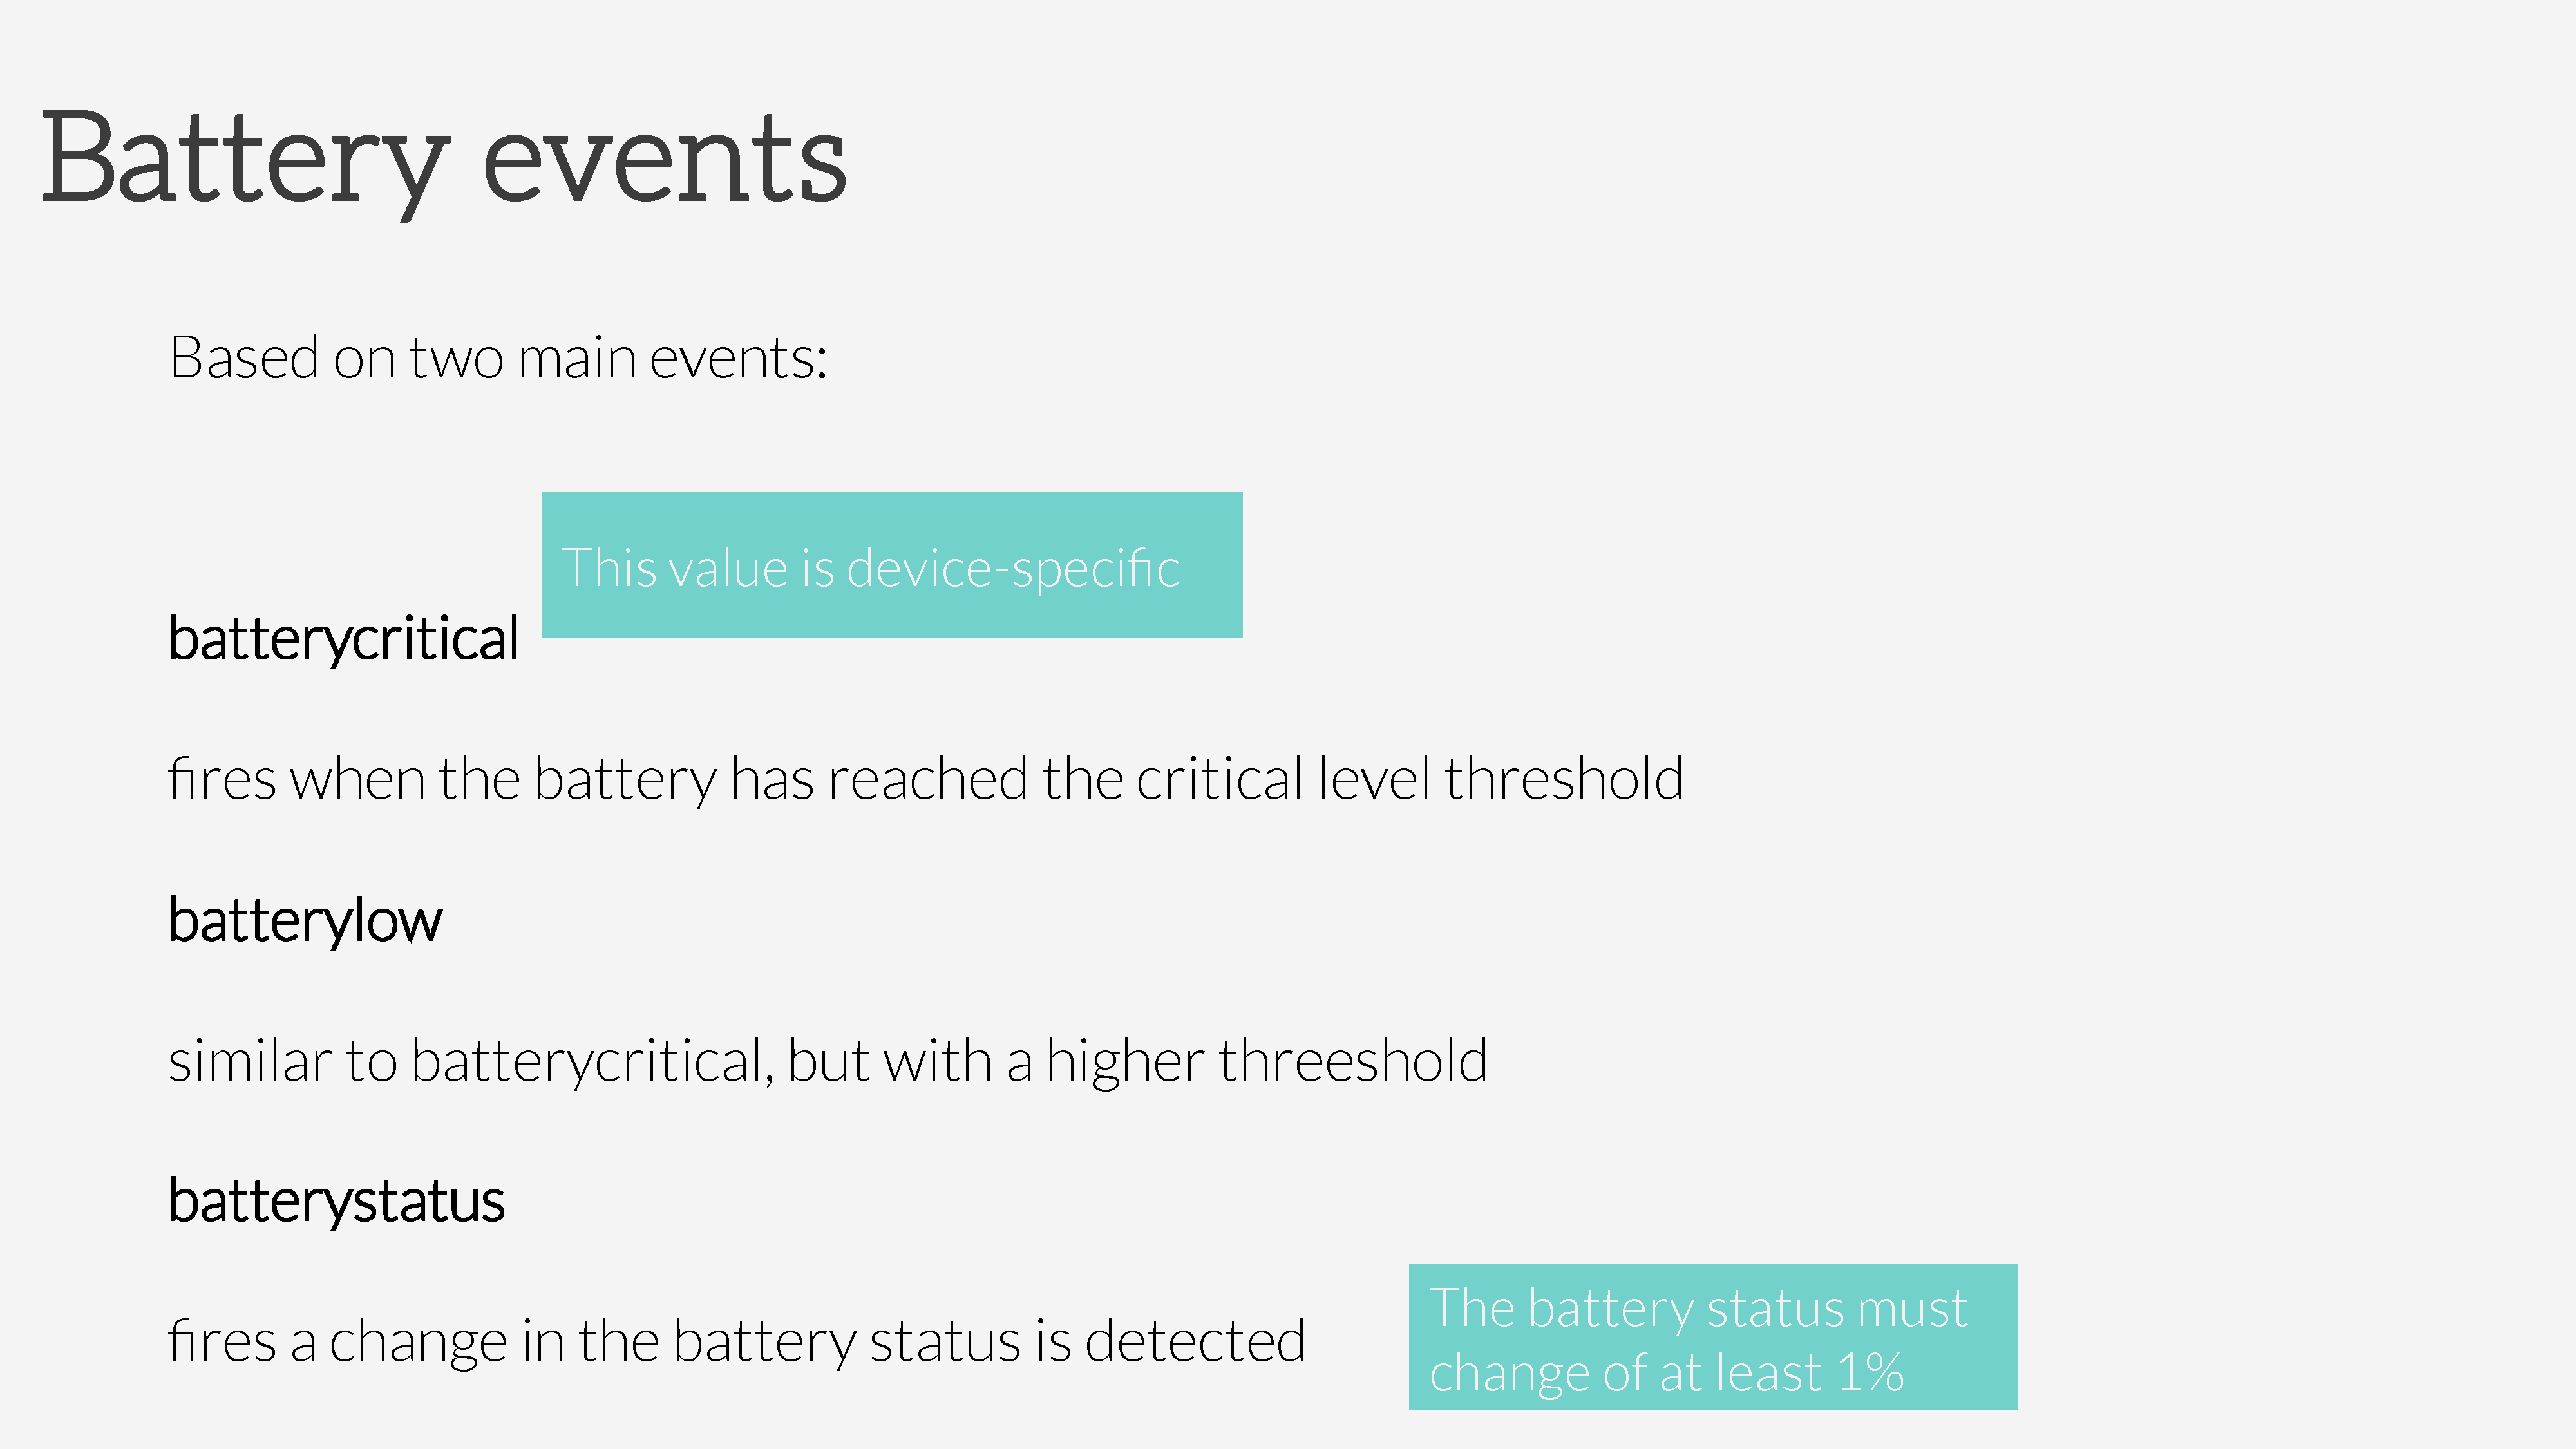 Battery events
Based on two main events:
This value is device-specific
batterycritical
fires when the battery has reached the critical level threshold
batterylow
similar to batterycritical, but with a higher threeshold
batterystatus
fires a change in the battery status is detected
The battery status must
change of at least 1%